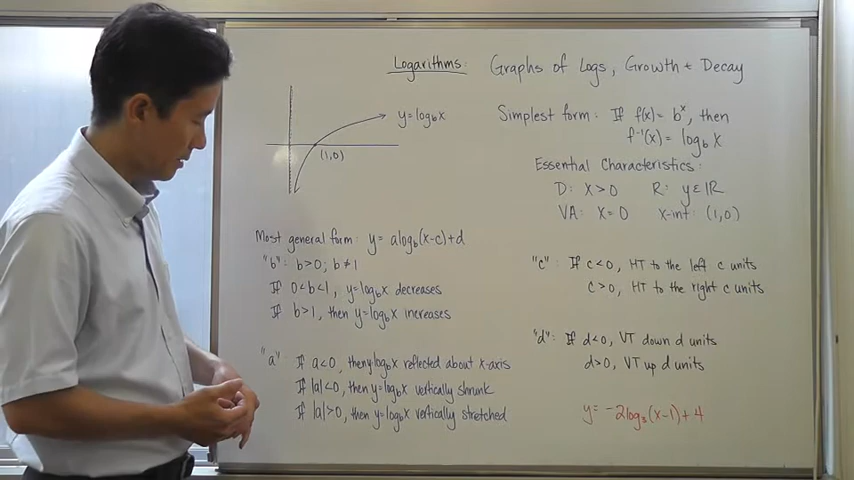 Logarithms: Graphs of Logs, Growth + Decay
y=log_b x
(1,0)
Simplest form: If f(x) = b^x, then
f^-1(x) = log_b x
Essential Characteristics:
D: x>0 R: y∈ℝ
VA: x=0 x-int: (1,0)
Most general form: y = alog_b(x-c)+d
"b": b>0; b≠1
If 0<b<1, y=log_b x decreases
If b>1, then y=log_b x increases
"a" If a<0, then y=log_b x reflected about x-axis
If |a|<0, then y=log_b x vertically shrunk
If |a|>0, then y=log_b x vertically stretched
"c": If c<0, HT to the left c units
c>0, HT to the right c units
"d": If d<0, VT down d units
d>0, VT up d units
y= -2log_3(x-1)+4